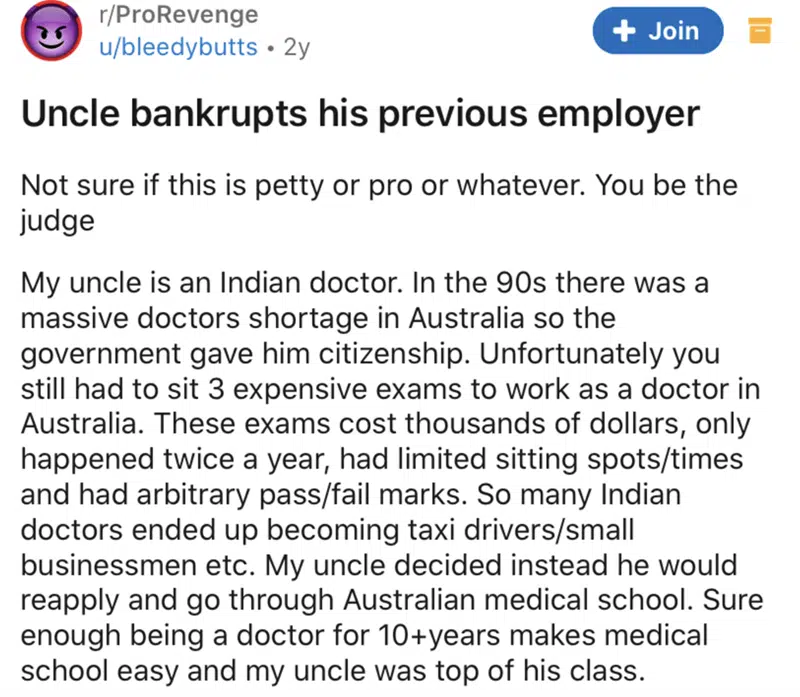 r/ProRevenge
u/bleedybutts • 2y
+ Join
Uncle bankrupts his previous employer
Not sure if this is petty or pro or whatever. You be the
judge
My uncle is an Indian doctor. In the 90s there was a
massive doctors shortage in Australia so the
government gave him citizenship. Unfortunately you
still had to sit 3 expensive exams to work as a doctor in
Australia. These exams cost thousands of dollars, only
happened twice a year, had limited sitting spots/times
and had arbitrary pass/fail marks. So many Indian
doctors ended up becoming taxi drivers/small
businessmen etc. My uncle decided instead he would
reapply and go through Australian medical school. Sure
enough being a doctor for 10+years makes medical
school easy and my uncle was top of his class.